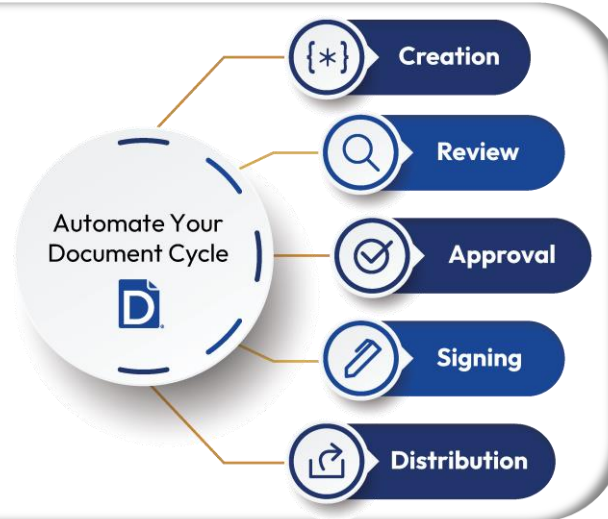 {*} Creation
Review
Automate Your
Document Cycle
D
Approval
Signing
Distribution